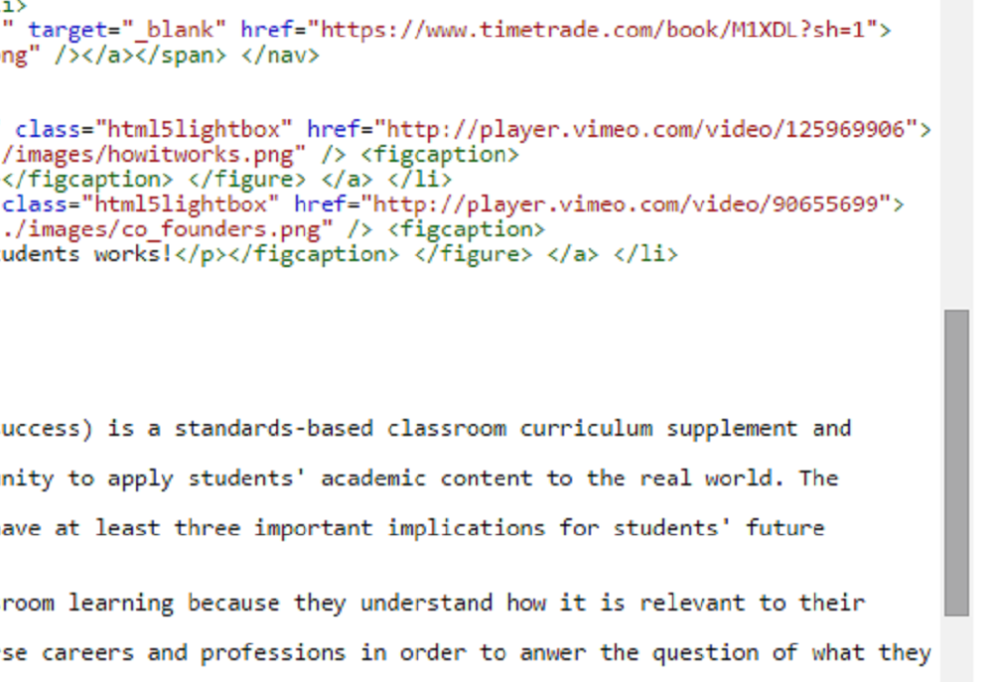 i>
" target="_blank" href="https://www.timetrade.com/book/M1XDL?sh=1">
ng" /></a></span> </nav>
class="html5lightbox" href="http://player.vimeo.com/video/125969906">
/images/howitworks.png" /> <figcaption>
</figcaption> </figure> </a> </li>
class="html5lightbox" href="http://player.vimeo.com/video/90655699">
./images/co_founders.png" /> <figcaption>
tudents works!</p></figcaption> </figure> </a> </li>
uccess) is a standards-based classroom curriculum supplement and
nity to apply students' academic content to the real world. The
ave at least three important implications for students' future
room learning because they understand how it is relevant to their
se careers and professions in order to anwer the question of what they